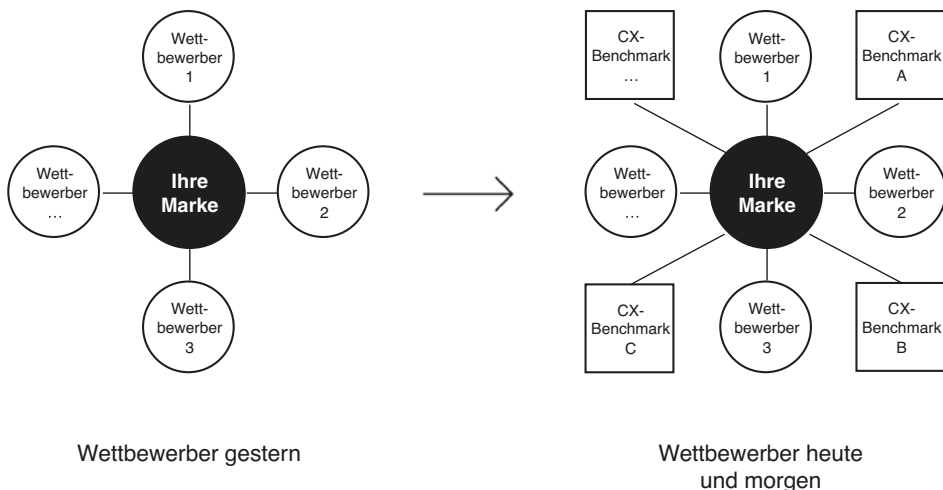 Wett-
bewerber
1
Wett-
bewerber
...
Ihre
Marke
Wett-
bewerber
2
Wett-
bewerber
3
Wettbewerber gestern
CX-
Benchmark
...
Wett-
bewerber
1
CX-
Benchmark
A
Wett-
bewerber
...
Ihre
Marke
Wett-
bewerber
2
CX-
Benchmark
C
Wett-
bewerber
3
CX-
Benchmark
B
Wettbewerber heute
und morgen